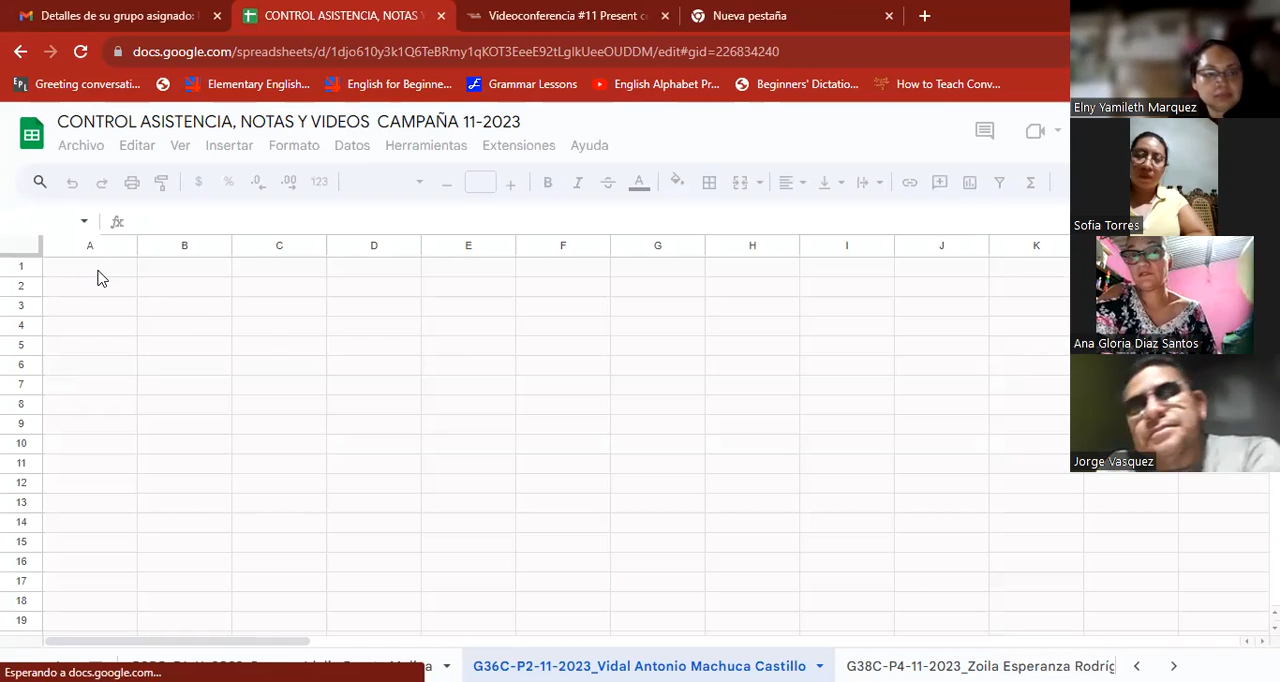 Detalles de su grupo asignado:
CONTROL ASISTENCIA, NOTAS Y
Videoconferencia #11 Present c
Nueva pestaña
docs.google.com/spreadsheets/d/1djo610y3k1Q6TeBRmy1qKOT3EeeE92tLgIkUeeOUDDM/edit#gid=226834240
Greeting conversati...
Elementary English...
English for Beginne...
Grammar Lessons
English Alphabet Pr...
Beginners' Dictatio...
How to Teach Conv...
CONTROL ASISTENCIA, NOTAS Y VIDEOS CAMPAÑA 11-2023
Archivo Editar Ver Insertar Formato Datos Herramientas Extensiones Ayuda
$ % .0 .00 123 B I A Σ
fx
A B C D E F G H I J K
1
2
3
4
5
6
7
8
9
10
11
12
13
14
15
16
17
18
19
G36C-P2-11-2023_Vidal Antonio Machuca Castillo
G38C-P4-11-2023_Zoila Esperanza Rodríg
Esperando a docs.google.com...
Elny Yamileth Marquez
Sofia Torres
Ana Gloria Diaz Santos
Jorge Vasquez